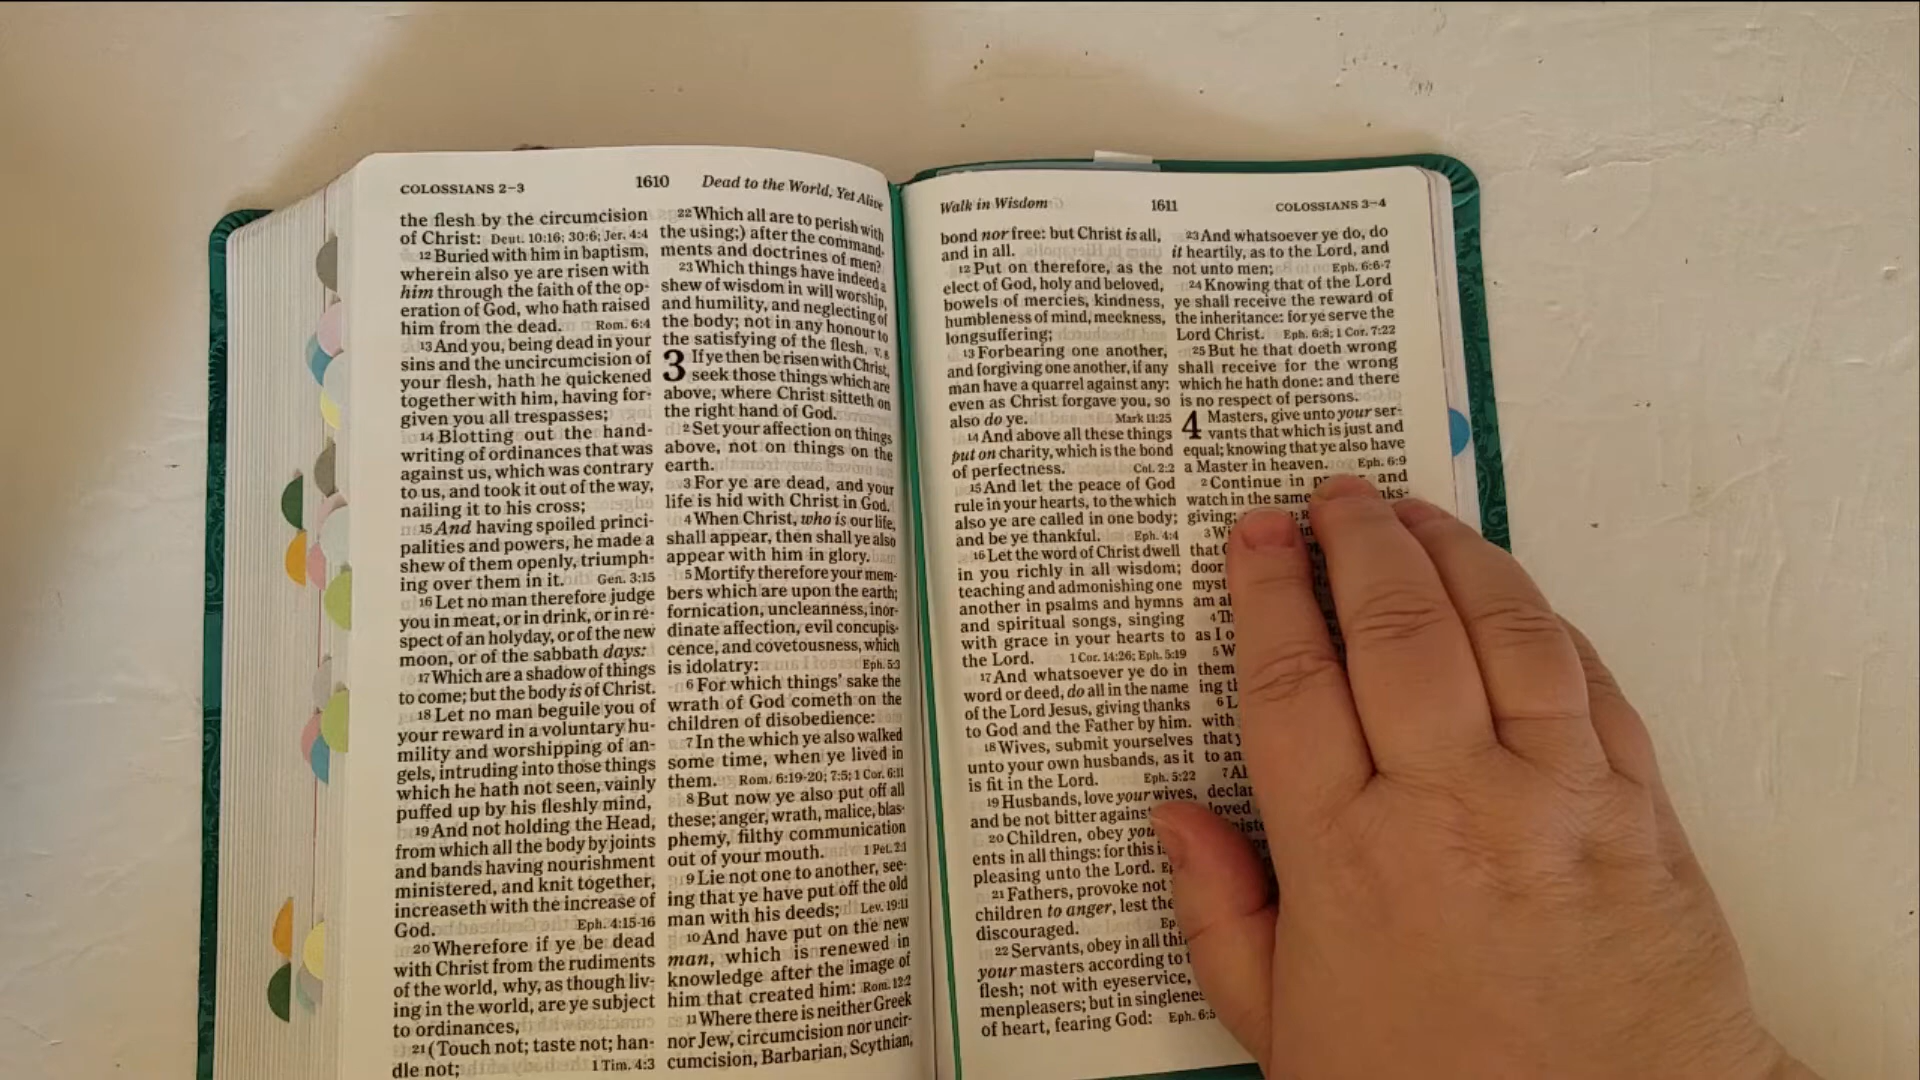 COLOSSIANS 2–3
1610
Dead to the World, Yet Alive
the flesh by the circumcision
of Christ: Deut. 10:16; 30:6; Jer. 4:4
12 Buried with him in baptism,
wherein also ye are risen with
him through the faith of the op-
eration of God, who hath raised
him from the dead. Rom. 6:4
13 And you, being dead in your
sins and the uncircumcision of
your flesh, hath he quickened
together with him, having for-
given you all trespasses;
14 Blotting out the hand-
writing of ordinances that was
against us, which was contrary
to us, and took it out of the way,
nailing it to his cross;
15 And having spoiled princi-
palities and powers, he made a
shew of them openly, triumph-
ing over them in it. Gen. 3:15
16 Let no man therefore judge
you in meat, or in drink, or in re-
spect of an holyday, or of the new
moon, or of the sabbath days:
17 Which are a shadow of things
to come; but the body is of Christ.
18 Let no man beguile you of
your reward in a voluntary hu-
mility and worshipping of an-
gels, intruding into those things
which he hath not seen, vainly
puffed up by his fleshly mind,
19 And not holding the Head,
from which all the body by joints
and bands having nourishment
ministered, and knit together,
increaseth with the increase of
God. Eph. 4:15-16
20 Wherefore if ye be dead
with Christ from the rudiments
of the world, why, as though liv-
ing in the world, are ye subject
to ordinances,
21 (Touch not; taste not; han-
dle not; 1 Tim. 4:3
22 Which all are to perish with
the using;) after the command-
ments and doctrines of men?
23 Which things have indeed a
shew of wisdom in will worship,
and humility, and neglecting of
the body; not in any honour to
the satisfying of the flesh. v. 8
3 If ye then be risen with Christ,
seek those things which are
above, where Christ sitteth on
the right hand of God.
2 Set your affection on things
above, not on things on the
earth.
3 For ye are dead, and your
life is hid with Christ in God.
4 When Christ, who is our life,
shall appear, then shall ye also
appear with him in glory.
5 Mortify therefore your mem-
bers which are upon the earth;
fornication, uncleanness, inor-
dinate affection, evil concupis-
cence, and covetousness, which
is idolatry: Eph. 5:3
6 For which things' sake the
wrath of God cometh on the
children of disobedience:
7 In the which ye also walked
some time, when ye lived in
them. Rom. 6:19-20; 7:5; 1 Cor. 6:11
8 But now ye also put off all
these; anger, wrath, malice, blas-
phemy, filthy communication
out of your mouth. 1 Pet. 2:1
9 Lie not one to another, see-
ing that ye have put off the old
man with his deeds; Lev. 19:11
10 And have put on the new
man, which is renewed in
knowledge after the image of
him that created him: Rom. 12:2
11 Where there is neither Greek
nor Jew, circumcision nor uncir-
cumcision, Barbarian, Scythian,
Walk in Wisdom
1611
COLOSSIANS 3–4
bond nor free: but Christ is all,
and in all.
12 Put on therefore, as the
elect of God, holy and beloved,
bowels of mercies, kindness,
humbleness of mind, meekness,
longsuffering;
13 Forbearing one another,
and forgiving one another, if any
man have a quarrel against any:
even as Christ forgave you, so
also do ye. Mark 11:25
14 And above all these things
put on charity, which is the bond
of perfectness. Col. 2:2
15 And let the peace of God
rule in your hearts, to the which
also ye are called in one body;
and be ye thankful. Eph. 4:4
16 Let the word of Christ dwell
in you richly in all wisdom;
teaching and admonishing one
another in psalms and hymns
and spiritual songs, singing
with grace in your hearts to
the Lord. 1 Cor. 14:26; Eph. 5:19
17 And whatsoever ye do in
word or deed, do all in the name
of the Lord Jesus, giving thanks
to God and the Father by him.
18 Wives, submit yourselves
unto your own husbands, as it
is fit in the Lord. Eph. 5:22
19 Husbands, love your wives,
and be not bitter against
20 Children, obey you
ents in all things: for this i
pleasing unto the Lord.
21 Fathers, provoke not
children to anger, lest the
discouraged.
22 Servants, obey in all thi
your masters according to
flesh; not with eyeservice,
menpleasers; but in singlenes
of heart, fearing God: Eph. 6:5
23 And whatsoever ye do, do
it heartily, as to the Lord, and
not unto men; Eph. 6:6-7
24 Knowing that of the Lord
ye shall receive the reward of
the inheritance: for ye serve the
Lord Christ. Eph. 6:8; 1 Cor. 7:22
25 But he that doeth wrong
shall receive for the wrong
which he hath done: and there
is no respect of persons.
4 Masters, give unto your ser-
vants that which is just and
equal; knowing that ye also have
a Master in heaven. Eph. 6:9
2 Continue in and
watch in the same nks-
giving;
3 Wi in
that
door
myst
am al
4 Th
as I o
5 W
them
ing th
6 L
with
that y
to an
7 Al
declar
loved